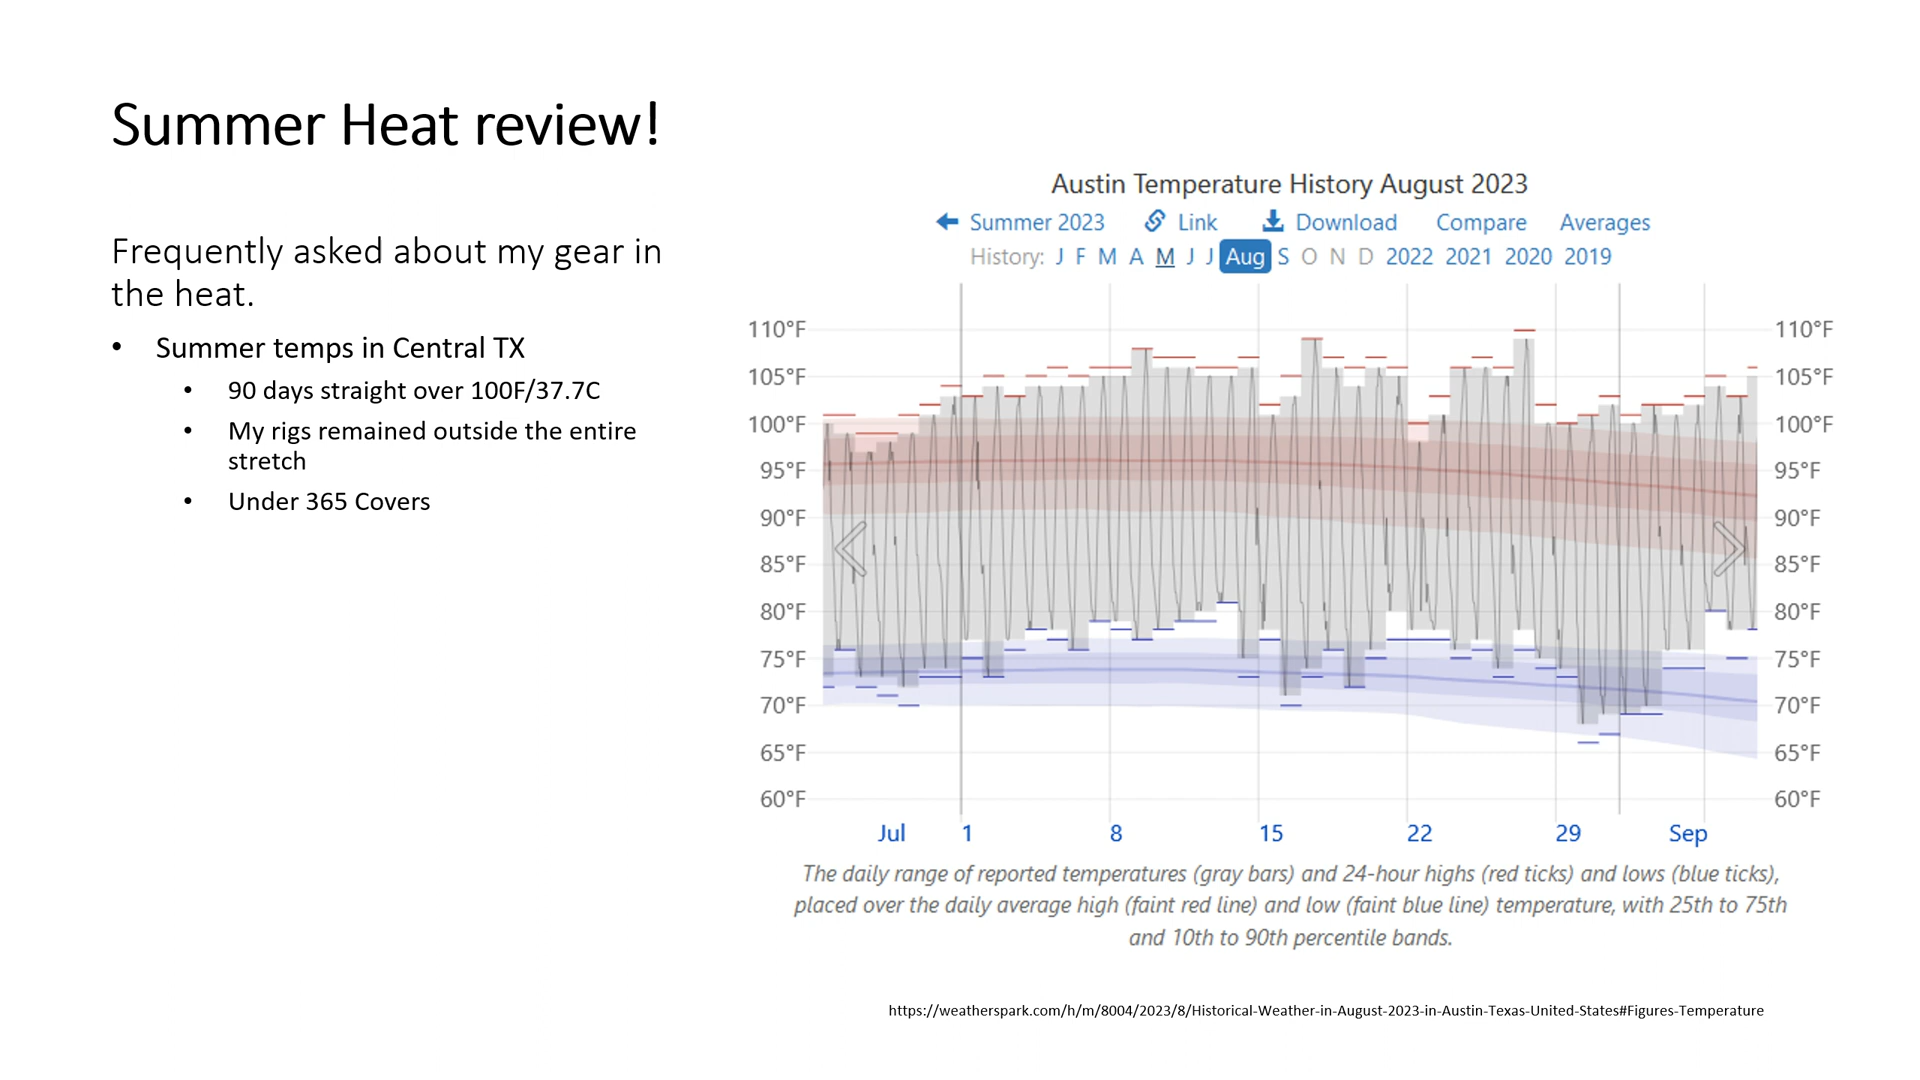 Summer Heat review!
Frequently asked about my gear in
the heat.
• Summer temps in Central TX
• 90 days straight over 100F/37.7C
• My rigs remained outside the entire
stretch
• Under 365 Covers
Austin Temperature History August 2023
Summer 2023 Link Download Compare Averages
History: J F M A M J J Aug S O N D 2022 2021 2020 2019
110°F 110°F
105°F 105°F
100°F 100°F
95°F 95°F
90°F 90°F
85°F 85°F
80°F 80°F
75°F 75°F
70°F 70°F
65°F 65°F
60°F 60°F
Jul 1 8 15 22 29 Sep
The daily range of reported temperatures (gray bars) and 24-hour highs (red ticks) and lows (blue ticks),
placed over the daily average high (faint red line) and low (faint blue line) temperature, with 25th to 75th
and 10th to 90th percentile bands.
https://weatherspark.com/h/m/8004/2023/8/Historical-Weather-in-August-2023-in-Austin-Texas-United-States#Figures-Temperature